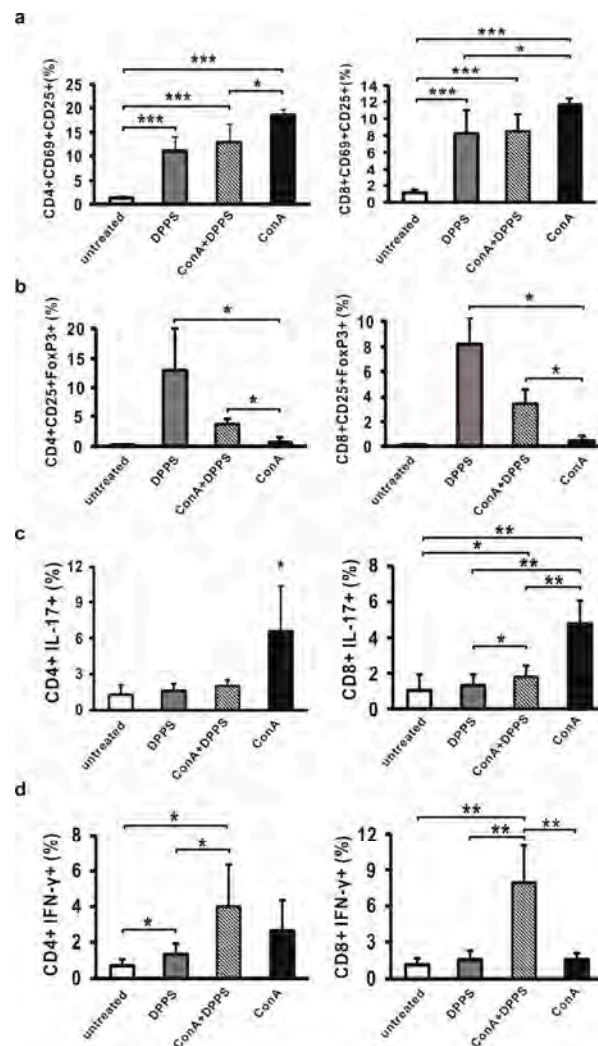 a
CD4+CD69+CD25+(%)
25
20
15
10
5
0
***
***
***
*
untreated
DPPS
ConA+DPPS
ConA
CD8+CD69+CD25+(%)
14
12
10
8
6
4
2
0
***
*
***
***
untreated
DPPS
ConA+DPPS
ConA
b
CD4+CD25+FoxP3+ (%)
20
15
10
5
0
*
*
untreated
DPPS
ConA+DPPS
ConA
CD8+CD25+FoxP3+ (%)
10
8
6
4
2
0
*
*
untreated
DPPS
ConA+DPPS
ConA
c
CD4+ IL-17+ (%)
12
9
6
3
0
*
untreated
DPPS
ConA+DPPS
ConA
CD8+ IL-17+ (%)
8
6
4
2
0
**
*
**
**
*
untreated
DPPS
ConA+DPPS
ConA
d
CD4+ IFN-γ+ (%)
8
6
4
2
0
*
*
*
untreated
DPPS
ConA+DPPS
ConA
CD8+ IFN-γ+ (%)
12
9
6
3
0
**
**
**
untreated
DPPS
ConA+DPPS
ConA